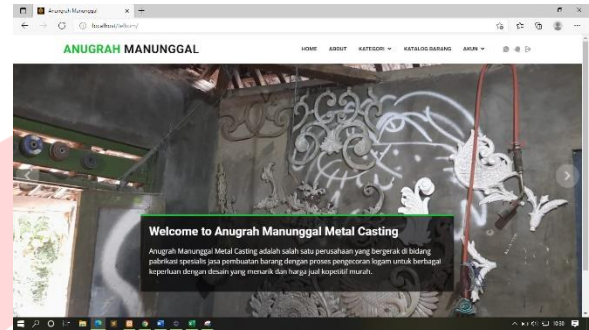 Anugrah Manunggal
localhost/telkom/
ANUGRAH MANUNGGAL
HOME ABOUT KATEGORI KATALOG BARANG AKUN
Welcome to Anugrah Manunggal Metal Casting
Anugrah Manunggal Metal Casting adalah salah satu perusahaan yang bergerak di bidang
pabrikasi spesialis jasa pembuatan barang dengan proses pengecoran logam untuk berbagai
keperluan dengan desain yang menarik dan harga jual kopetitif murah.